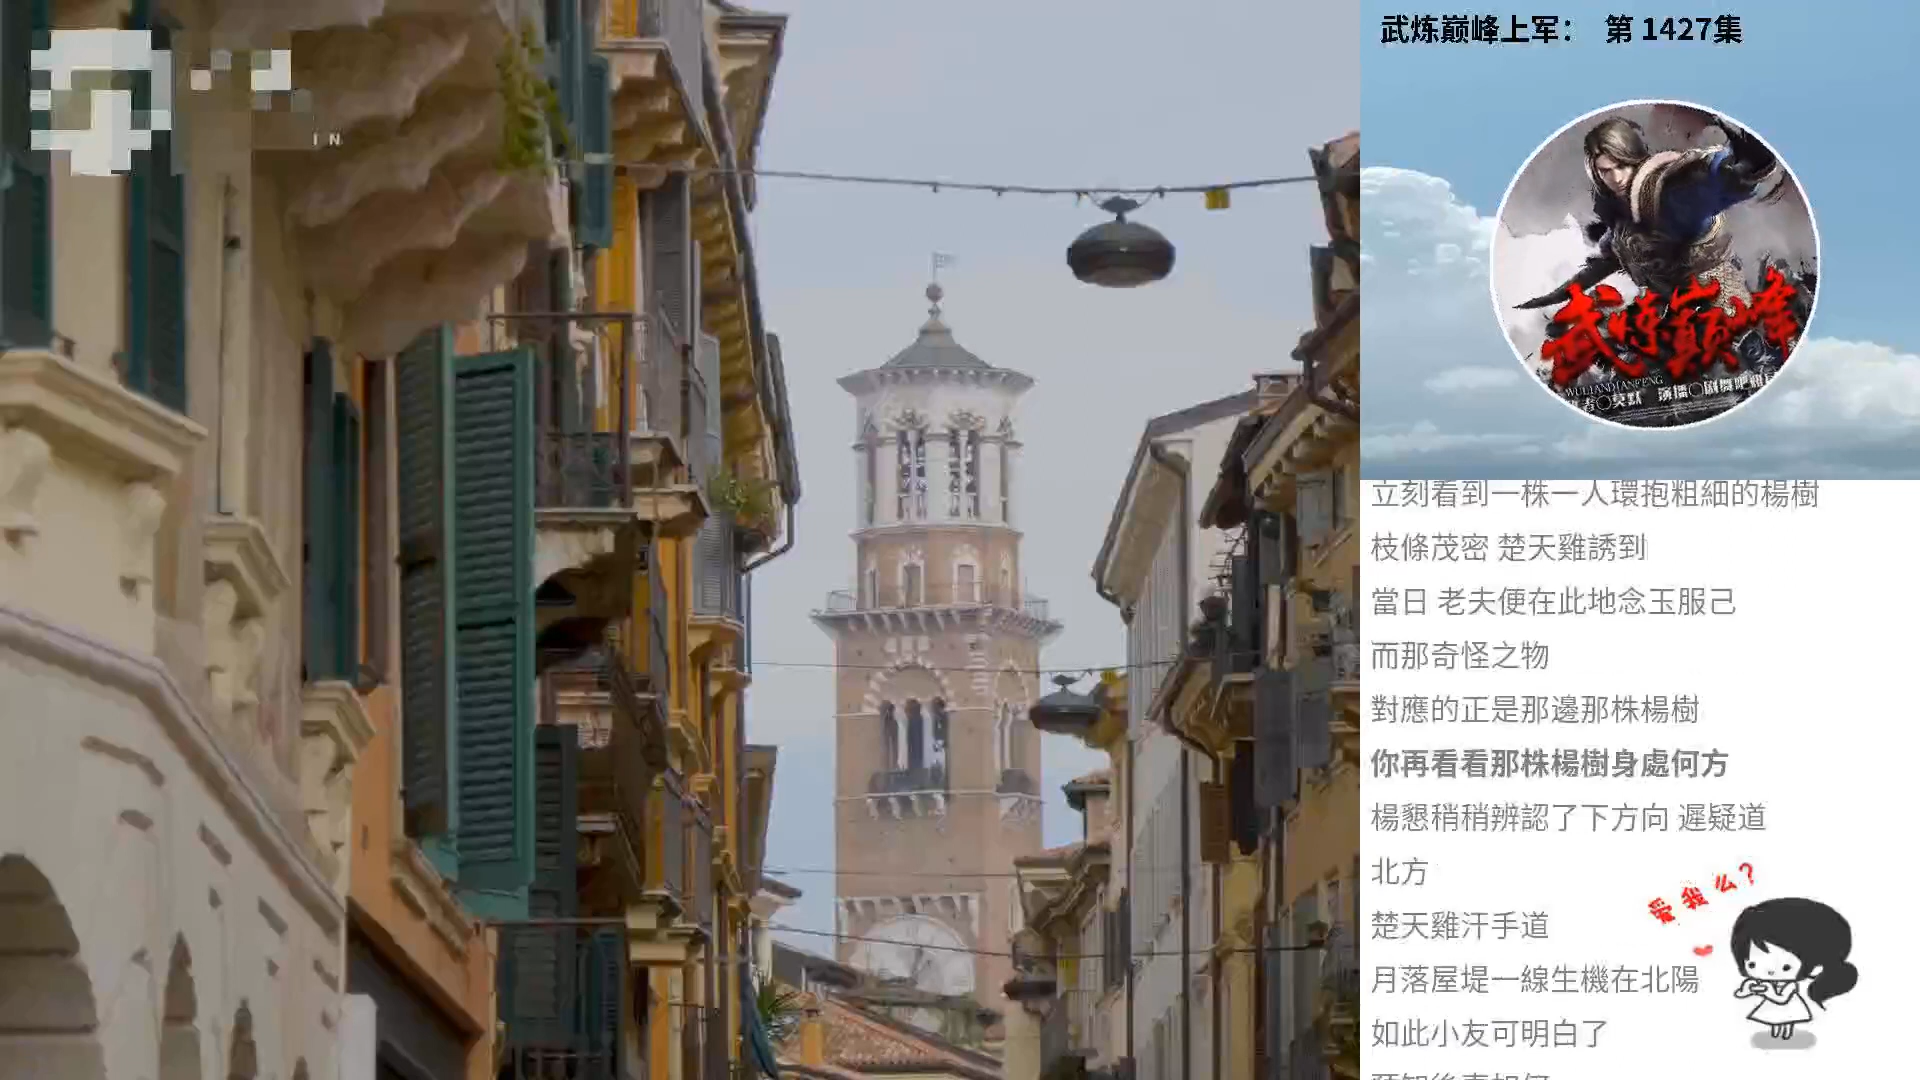 IN
武炼巅峰上军： 第 1427集
武炼巅峰
WULIANDIANFENG
立刻看到一株一人環抱粗細的楊樹
枝條茂密 楚天雞誘到
當日 老夫便在此地念玉服己
而那奇怪之物
對應的正是那邊那株楊樹
你再看看那株楊樹身處何方
楊懇稍稍辨認了下方向 遲疑道
北方
爱我么?
楚天雞汗手道
月落屋堤一線生機在北陽
如此小友可明白了